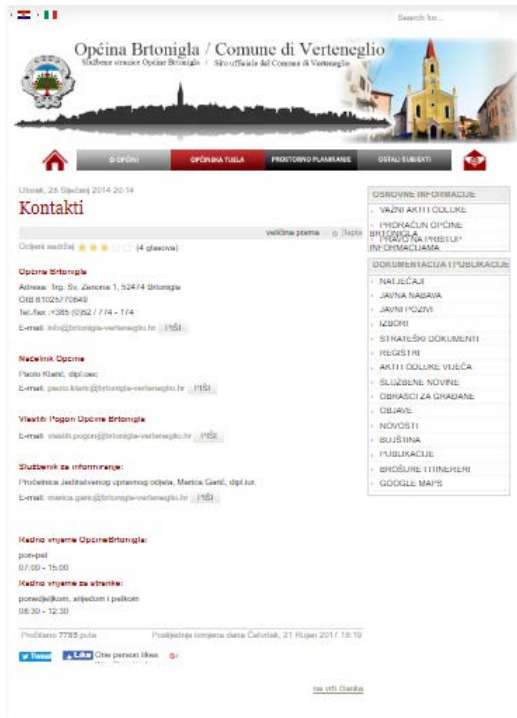 Search for...
Općina Brtonigla / Comune di Verteneglio
Službene stranice Općine Brtonigla / Sito ufficiale del Comune di Verteneglio
O OPĆINI
OPĆINSKA TIJELA
PROSTORNO PLANIRANJE
OSTALI SUBJEKTI
Utorak, 28 Siječanj 2014 20:14
Kontakti
veličina pisma
Ocijeni sadržaj
(4 glasova)
Općina Brtonigla
Adresa: Trg. Sv. Zenona 1, 52474 Brtonigla
OIB:81025770849
Tel./fax :+385 (0)52 / 774 - 174
E-mail: info@brtonigla-verteneglio.hr PIŠI
Načelnik Općine
Paolo Klarić, dipl.oec
E-mail: paolo.klaric@brtonigla-verteneglio.hr PIŠI
Vlastiti Pogon Općine Brtonigla
E-mail: vlastiti.pogon@brtonigla-verteneglio.hr PIŠI
Službenik za informiranje:
Pročelnica Jedinstvenog upravnog odjela, Marica Garić, dipl.iur.
E-mail: marica.garic@brtonigla-verteneglio.hr PIŠI
Radno vrijeme OpćineBrtonigla:
pon-pet
07:00 - 15:00
Radno vrijeme za stranke:
ponedjeljkom, srijedom i petkom
08:30 - 12:30
Pročitano 7785 puta
Posljednja izmjena dana Četvrtak, 21 Rujan 2017 18:19
Tweet
Like
One person likes
G+
na vrh članka
OSNOVNE INFORMACIJE
VAŽNI AKTI I ODLUKE
PRORAČUN OPĆINE
BRTONIGLA
PRAVO NA PRISTUP
INFORMACIJAMA
DOKUMENTACIJA I PUBLIKACIJE
NATJEČAJI
JAVNA NABAVA
JAVNI POZIVI
IZBORI
STRATEŠKI DOKUMENTI
REGISTRI
AKTI I ODLUKE VIJEĆA
SLUŽBENE NOVINE
OBRASCI ZA GRAĐANE
OBJAVE
NOVOSTI
BUJŠTINA
PUBLIKACIJE
BROŠURE I ITINERERI
GOOGLE MAPS